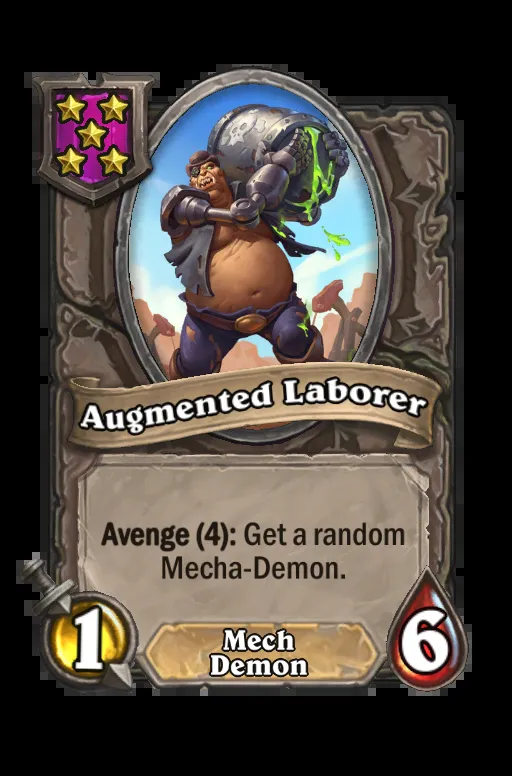 Augmented Laborer
Avenge (4): Get a random
Mecha-Demon.
1
Mech
Demon
6